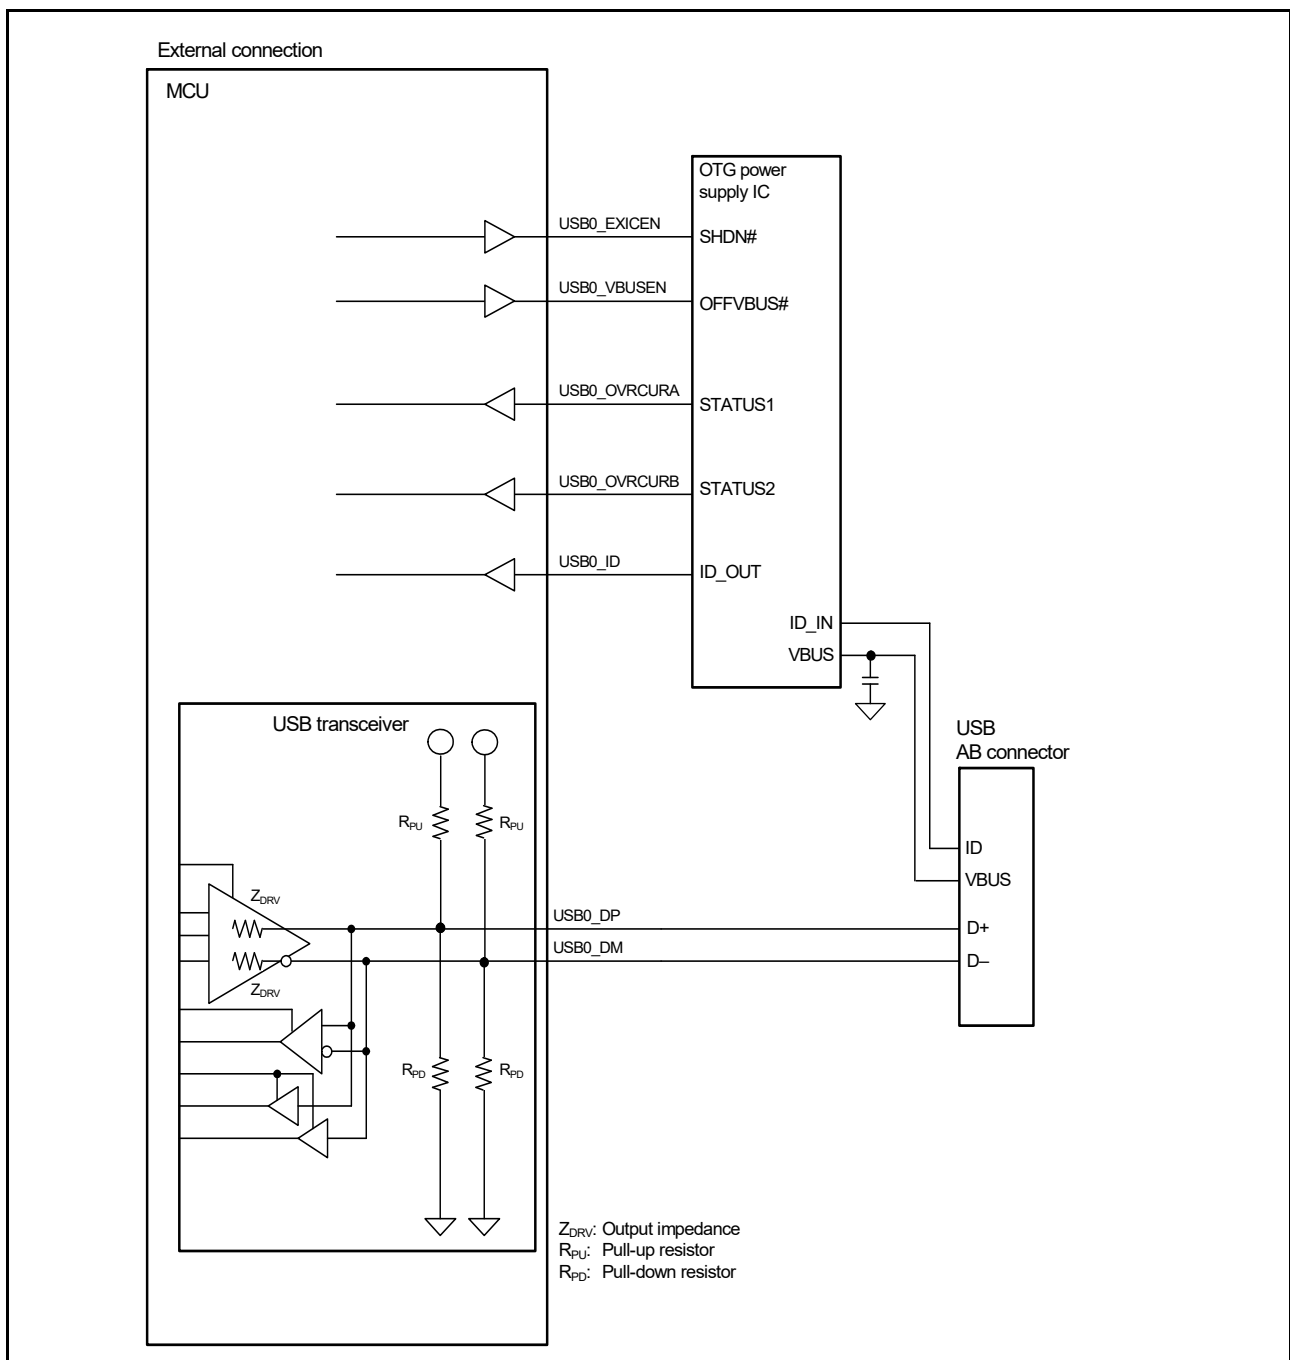 External connection
MCU
OTG power
supply IC
USB0_EXICEN
SHDN#
USB0_VBUSEN
OFFVBUS#
USB0_OVRCURA
STATUS1
USB0_OVRCURB
STATUS2
USB0_ID
ID_OUT
ID_IN
VBUS
USB transceiver
USB
AB connector
RPU
RPU
ID
VBUS
ZDRV
USB0_DP
D+
USB0_DM
D–
ZDRV
RPD
RPD
ZDRV: Output impedance
RPU: Pull-up resistor
RPD: Pull-down resistor